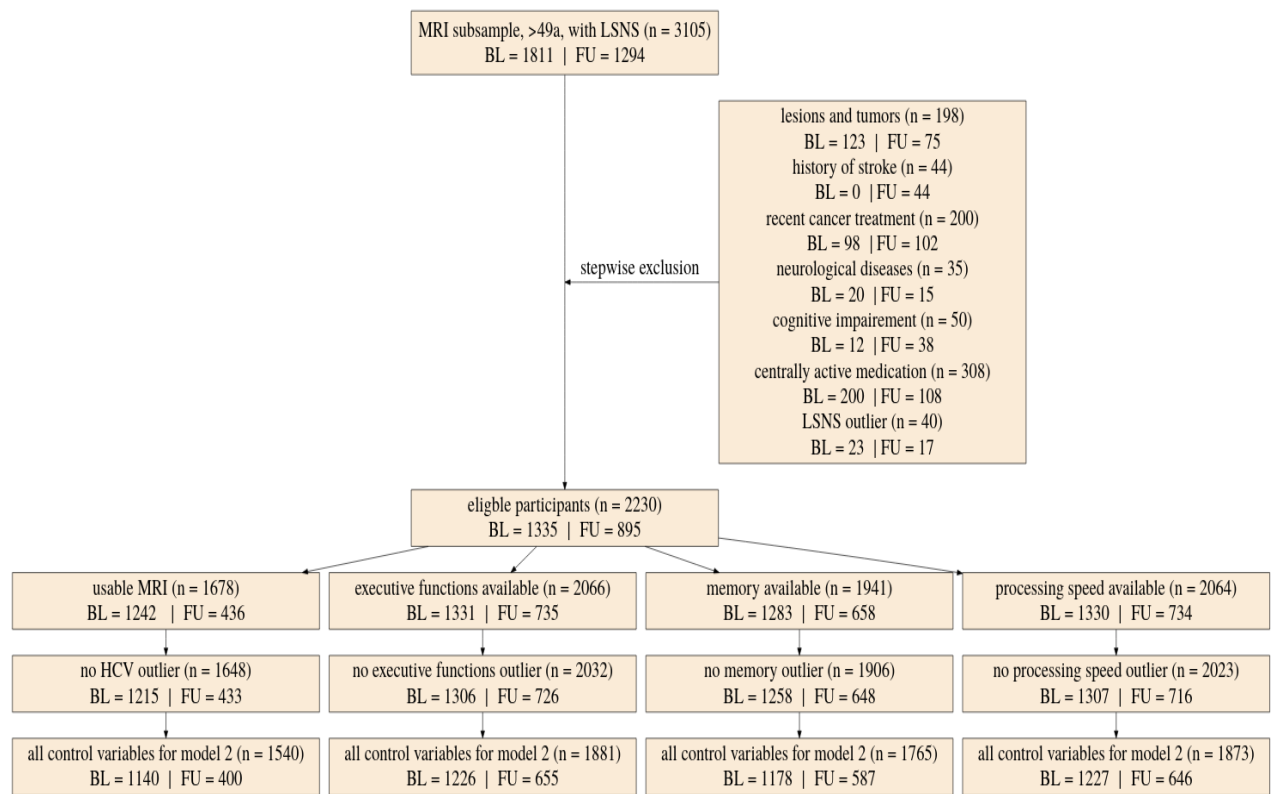 MRI subsample, >49a, with LSNS (n = 3105)
BL = 1811 | FU = 1294
lesions and tumors (n = 198)
BL = 123 | FU = 75
history of stroke (n = 44)
BL = 0 | FU = 44
recent cancer treatment (n = 200)
BL = 98 | FU = 102
neurological diseases (n = 35)
BL = 20 | FU = 15
cognitive impairement (n = 50)
BL = 12 | FU = 38
centrally active medication (n = 308)
BL = 200 | FU = 108
LSNS outlier (n = 40)
BL = 23 | FU = 17
stepwise exclusion
eligble participants (n = 2230)
BL = 1335 | FU = 895
usable MRI (n = 1678)
BL = 1242 | FU = 436
executive functions available (n = 2066)
BL = 1331 | FU = 735
memory available (n = 1941)
BL = 1283 | FU = 658
processing speed available (n = 2064)
BL = 1330 | FU = 734
no HCV outlier (n = 1648)
BL = 1215 | FU = 433
no executive functions outlier (n = 2032)
BL = 1306 | FU = 726
no memory outlier (n = 1906)
BL = 1258 | FU = 648
no processing speed outlier (n = 2023)
BL = 1307 | FU = 716
all control variables for model 2 (n = 1540)
BL = 1140 | FU = 400
all control variables for model 2 (n = 1881)
BL = 1226 | FU = 655
all control variables for model 2 (n = 1765)
BL = 1178 | FU = 587
all control variables for model 2 (n = 1873)
BL = 1227 | FU = 646